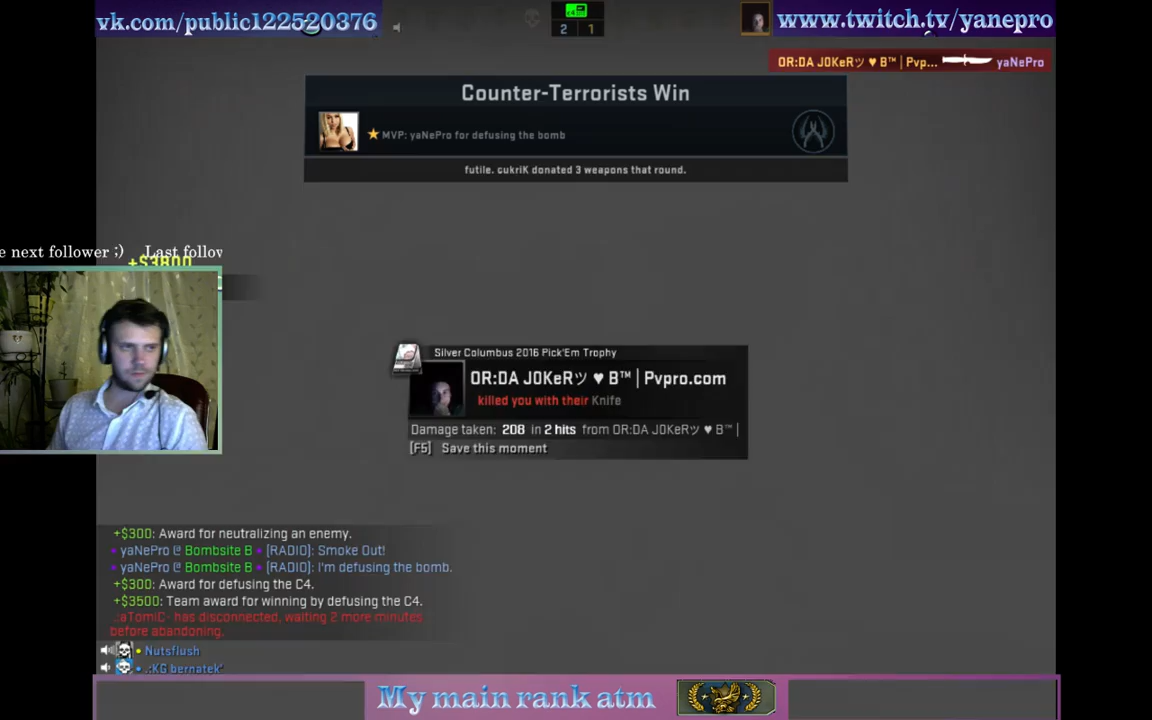 vk.com/public122520376
2 1
www.twitch.tv/yanepro
OR:DA J0KeRツ ♥ B™ | Pvp... yaNePro
Counter-Terrorists Win
MVP: yaNePro for defusing the bomb
futile. cukriK donated 3 weapons that round.
e next follower ;) Last follow
+$3800
Silver Columbus 2016 Pick'Em Trophy
OR:DA J0KeRツ ♥ B™ | Pvpro.com
killed you with their Knife
Damage taken: 208 in 2 hits from OR:DA J0KeRツ ♥ B™ |
[F5] Save this moment
+$300: Award for neutralizing an enemy.
• yaNePro @ Bombsite B • [RADIO]: Smoke Out!
• yaNePro @ Bombsite B • [RADIO]: I'm defusing the bomb.
+$300: Award for defusing the C4.
+$3500: Team award for winning by defusing the C4.
.:aTomiC· has disconnected, waiting 2 more minutes
before abandoning.
• Nutsflush
• .:KG bernatek'
My main rank atm